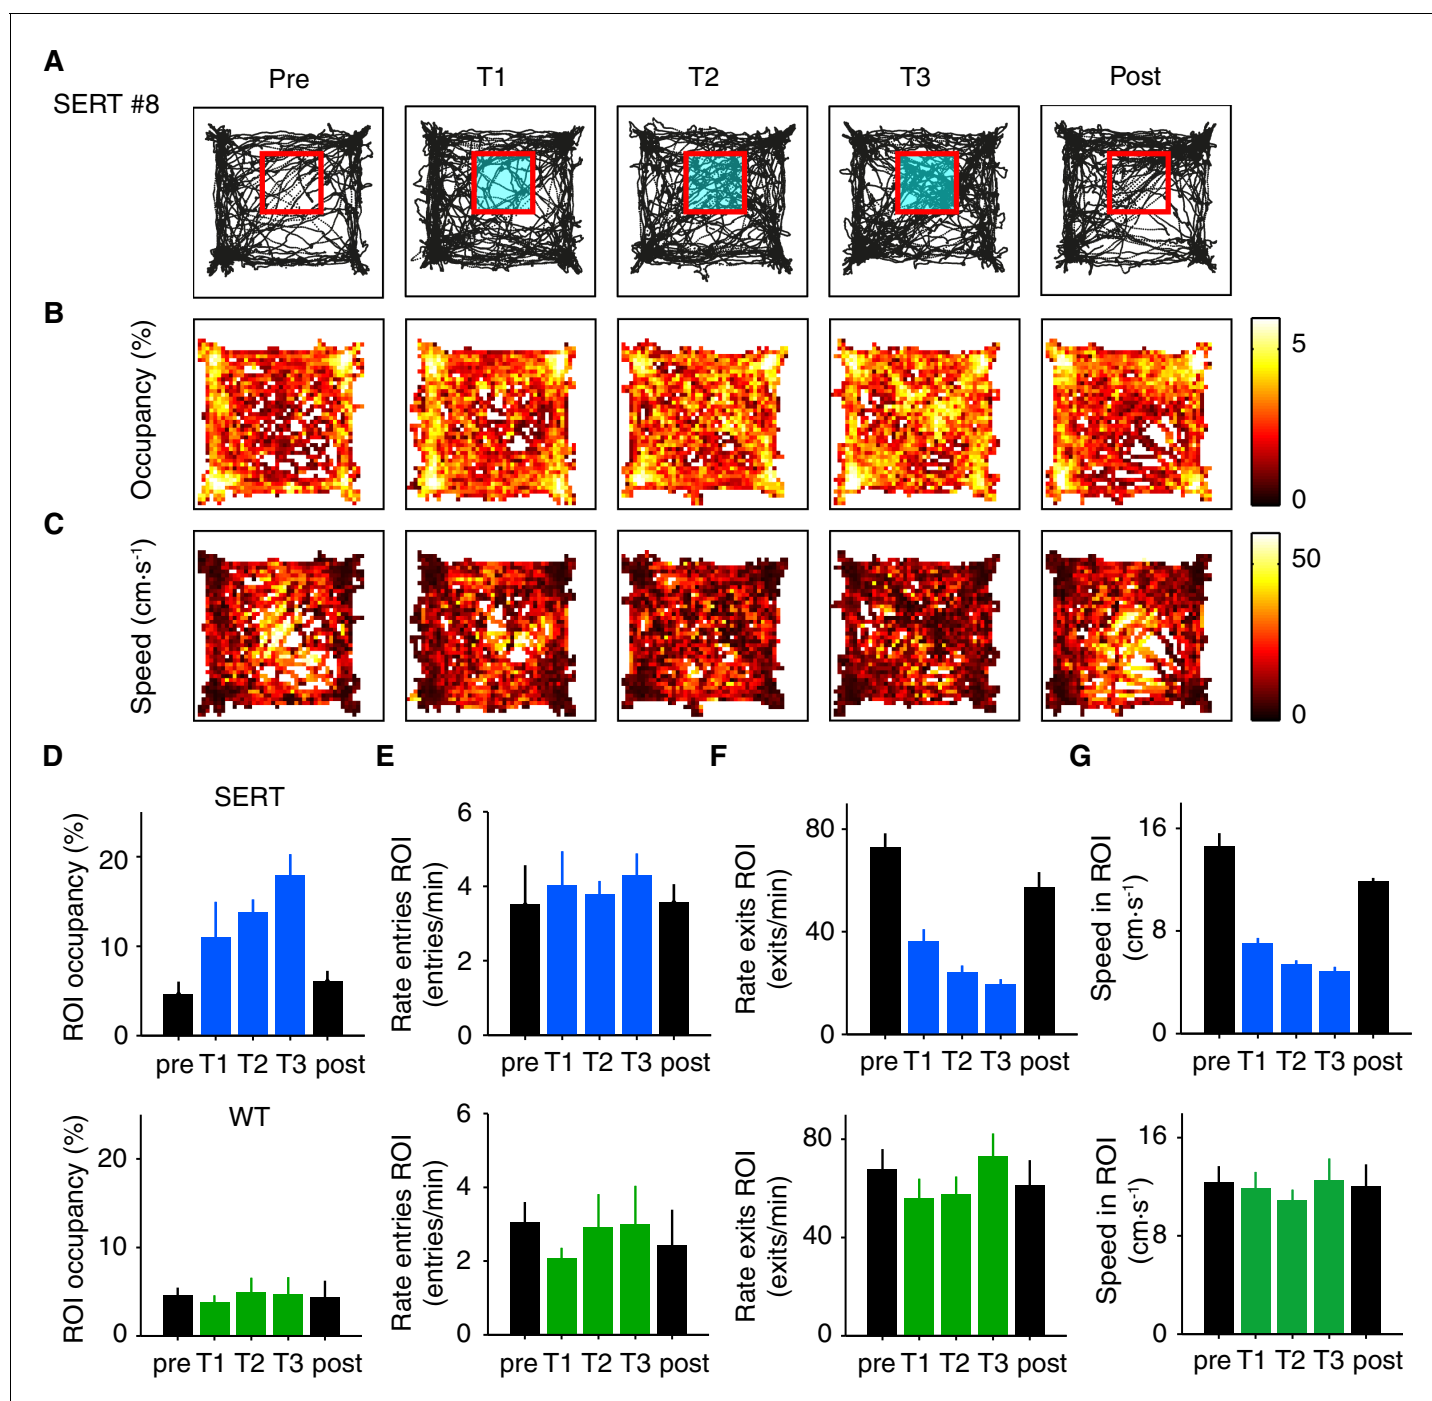 A
Pre T1 T2 T3 Post
SERT #8
B
Occupancy (%)
5
0
C
Speed (cm·s⁻¹)
50
0
D E F G
SERT
ROI occupancy (%)
20
10
0
pre T1 T2 T3 post
Rate entries ROI
(entries/min)
6
4
2
0
pre T1 T2 T3 post
Rate exits ROI
(exits/min)
80
40
0
pre T1 T2 T3 post
Speed in ROI
(cm·s⁻¹)
16
8
0
pre T1 T2 T3 post
WT
ROI occupancy (%)
20
10
0
pre T1 T2 T3 post
Rate entries ROI
(entries/min)
6
4
2
0
pre T1 T2 T3 post
Rate exits ROI
(exits/min)
80
40
0
pre T1 T2 T3 post
Speed in ROI
(cm·s⁻¹)
16
8
0
pre T1 T2 T3 post